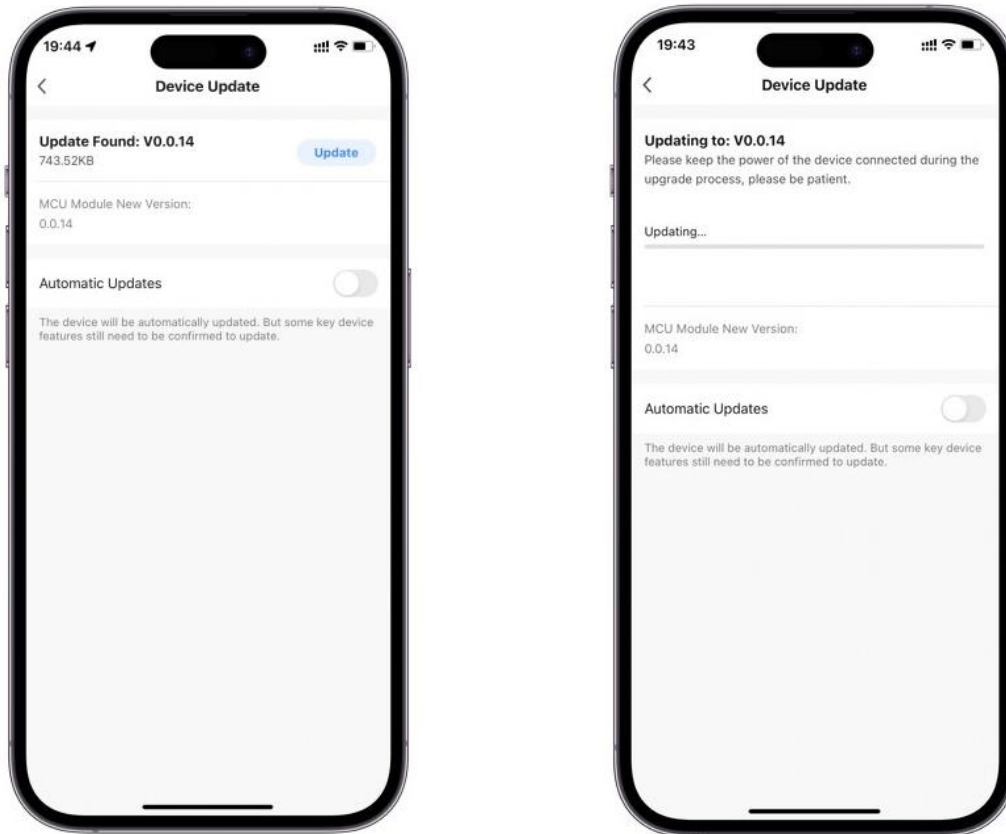 19:44
Device Update
Update Found: V0.0.14
743.52KB
Update
MCU Module New Version:
0.0.14
Automatic Updates
The device will be automatically updated. But some key device
features still need to be confirmed to update.
19:43
Device Update
Updating to: V0.0.14
Please keep the power of the device connected during the
upgrade process, please be patient.
Updating...
MCU Module New Version:
0.0.14
Automatic Updates
The device will be automatically updated. But some key device
features still need to be confirmed to update.